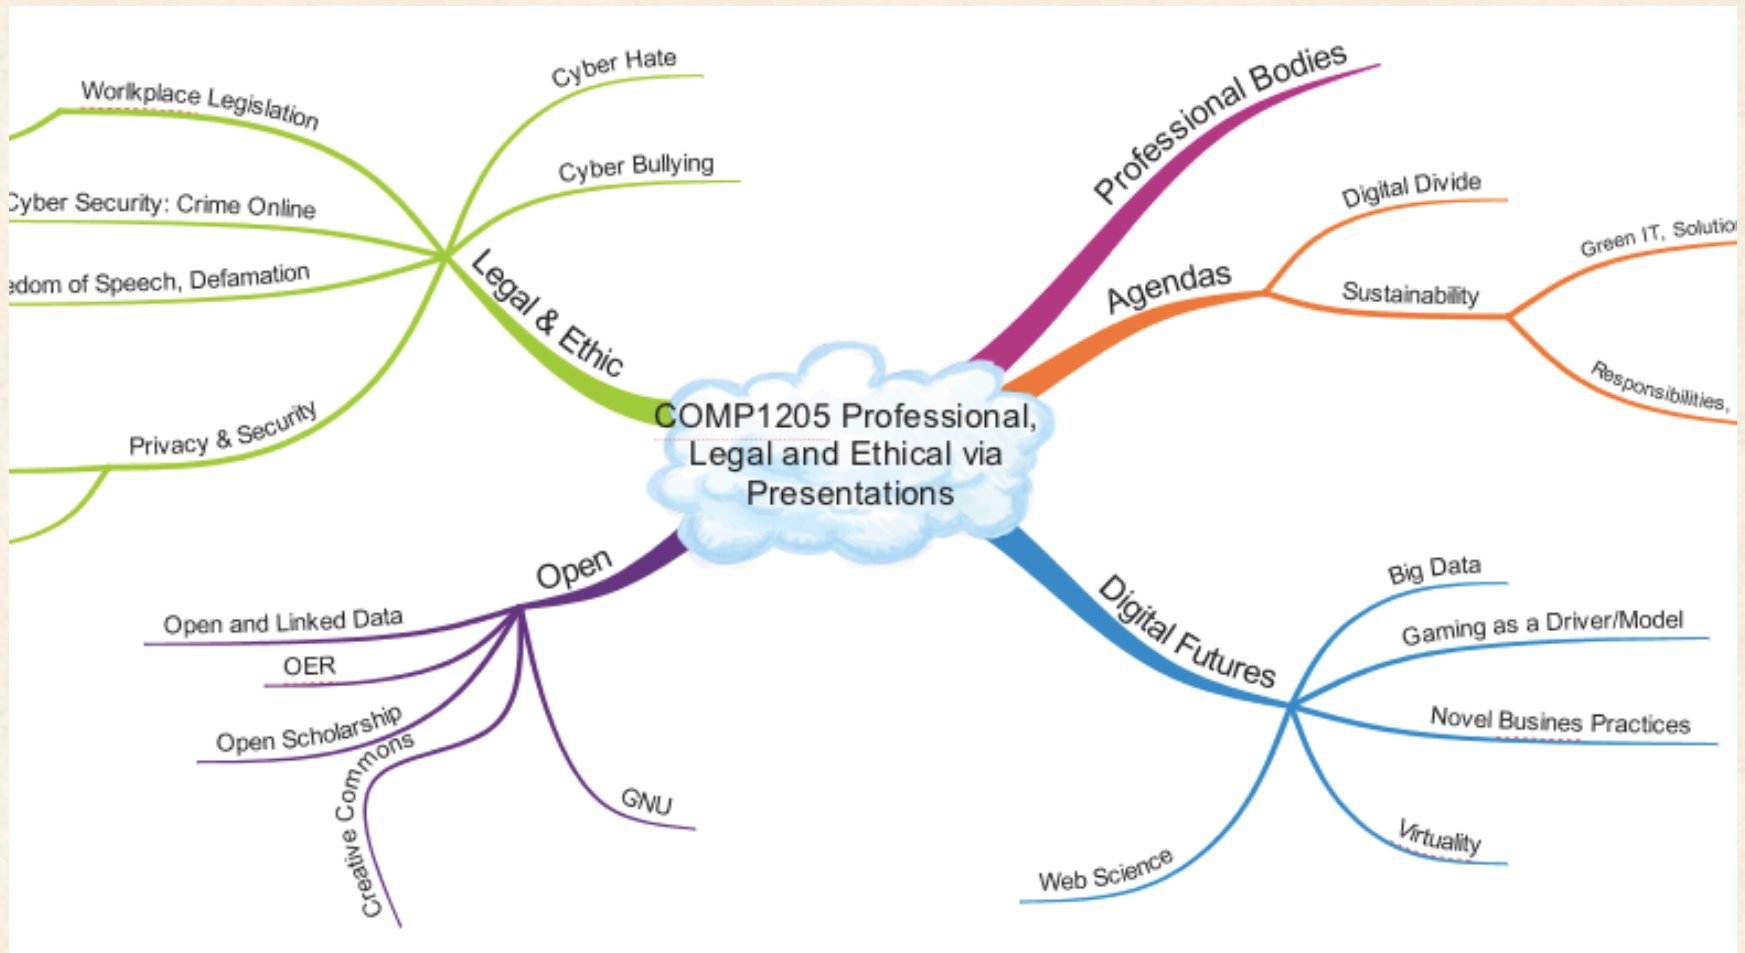 Cyber Hate
Worlkplace Legislation
Cyber Bullying
Cyber Security: Crime Online
of Speech, Defamation
Legal & Ethic
Privacy & Security
Professional Bodies
Digital Divide
Agendas
Green IT,
Sustainability
Responsibilities,
COMP1205 Professional,
Legal and Ethical via
Presentations
Open
Open and Linked Data
OER
Open Scholarship
Creative Commons
GNU
Digital Futures
Big Data
Gaming as a Driver/Model
Novel Busines Practices
Virtuality
Web Science